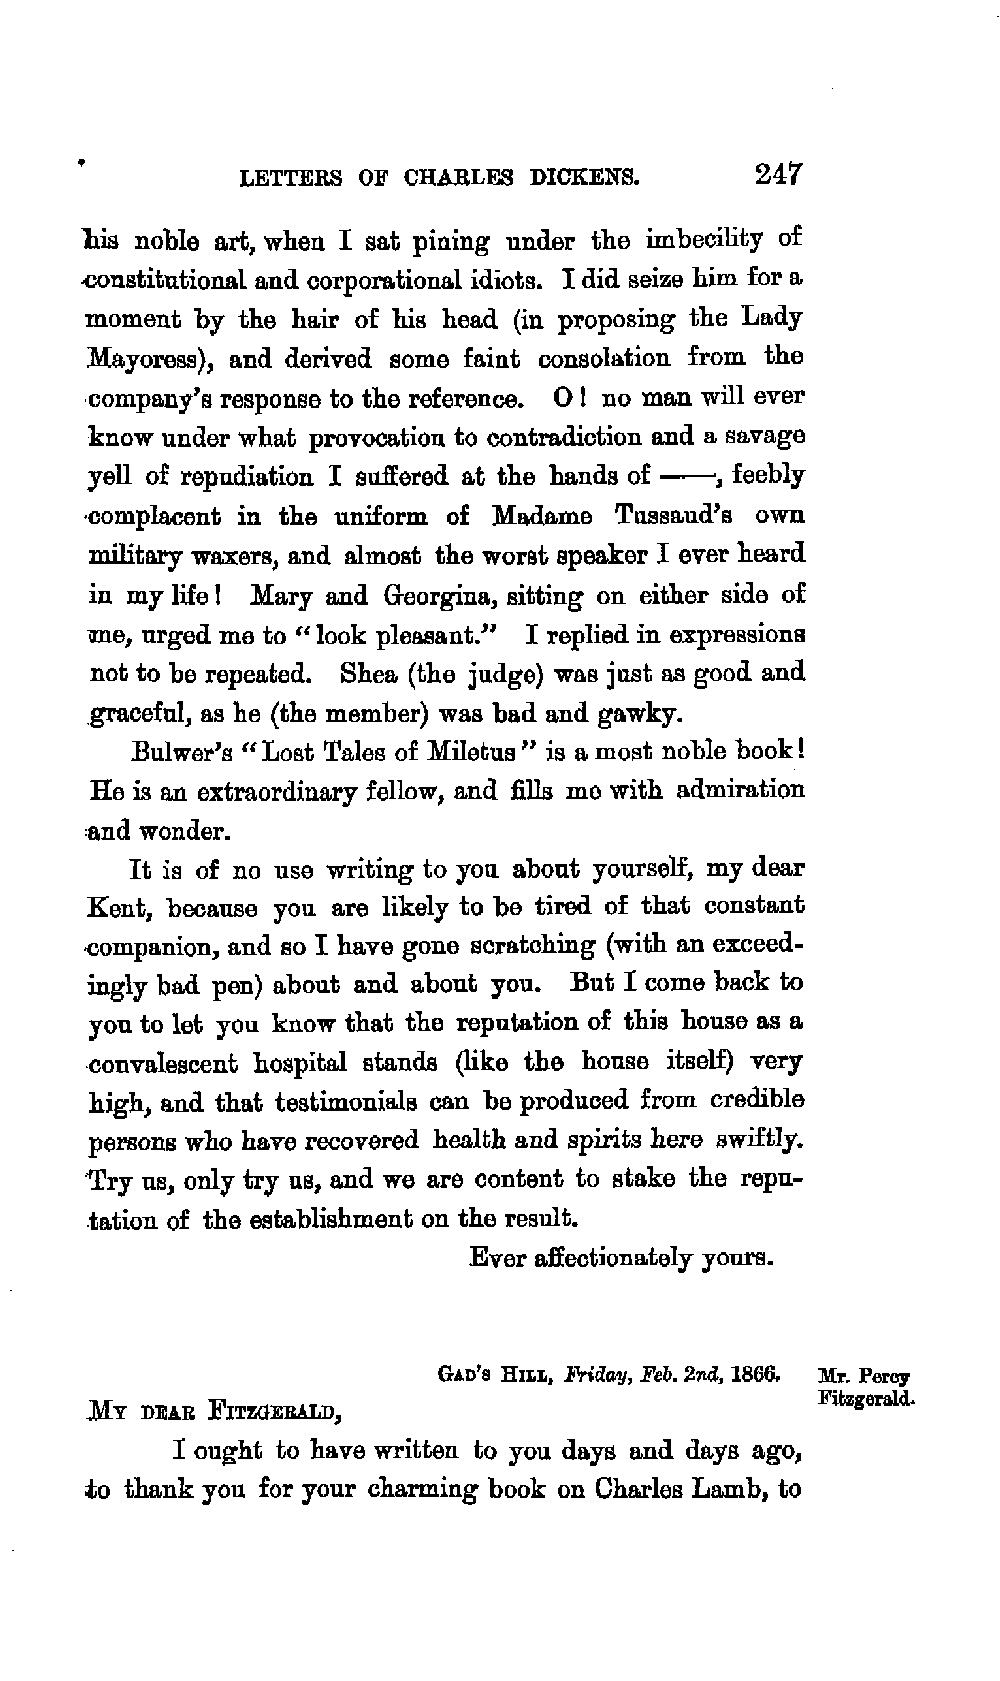 LETTERS OF CHARLES DICKENS. 247
his noble art, when I sat pining under the imbecility of
constitutional and corporational idiots. I did seize him for a
moment by the hair of his head (in proposing the Lady
Mayoress), and derived some faint consolation from the
company's response to the reference. O! no man will ever
know under what provocation to contradiction and a savage
yell of repudiation I suffered at the hands of ——, feebly
complacent in the uniform of Madame Tussaud's own
military waxers, and almost the worst speaker I ever heard
in my life! Mary and Georgina, sitting on either side of
me, urged me to "look pleasant." I replied in expressions
not to be repeated. Shea (the judge) was just as good and
graceful, as he (the member) was bad and gawky.
Bulwer's "Lost Tales of Miletus" is a most noble book!
He is an extraordinary fellow, and fills me with admiration
and wonder.
It is of no use writing to you about yourself, my dear
Kent, because you are likely to be tired of that constant
companion, and so I have gone scratching (with an exceed-
ingly bad pen) about and about you. But I come back to
you to let you know that the reputation of this house as a
convalescent hospital stands (like the house itself) very
high, and that testimonials can be produced from credible
persons who have recovered health and spirits here swiftly.
Try us, only try us, and we are content to stake the repu-
tation of the establishment on the result.
Ever affectionately yours.
GAD'S HILL, Friday, Feb. 2nd, 1866.
Mr. Percy
Fitzgerald.
MY DEAR FITZGERALD,
I ought to have written to you days and days ago,
to thank you for your charming book on Charles Lamb, to